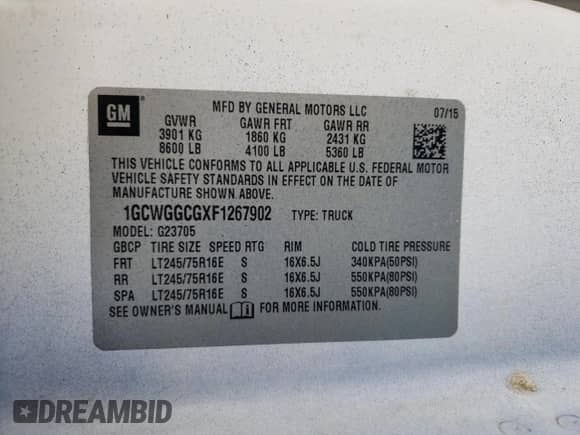 GM
MFD BY GENERAL MOTORS LLC 07/15
GVWR GAWR FRT GAWR RR
3901 KG 1860 KG 2431 KG
8600 LB 4100 LB 5360 LB
THIS VEHICLE CONFORMS TO ALL APPLICABLE U.S. FEDERAL MOTOR
VEHICLE SAFETY STANDARDS IN EFFECT ON THE DATE OF
MANUFACTURE SHOWN ABOVE.
1GCWGGCGXF1267902 TYPE: TRUCK
MODEL: G23705
GBCP TIRE SIZE SPEED RTG RIM COLD TIRE PRESSURE
FRT LT245/75R16E S 16X6.5J 340KPA(50PSI)
RR LT245/75R16E S 16X6.5J 550KPA(80PSI)
SPA LT245/75R16E S 16X6.5J 550KPA(80PSI)
SEE OWNER'S MANUAL FOR MORE INFORMATION.
DREAMBID